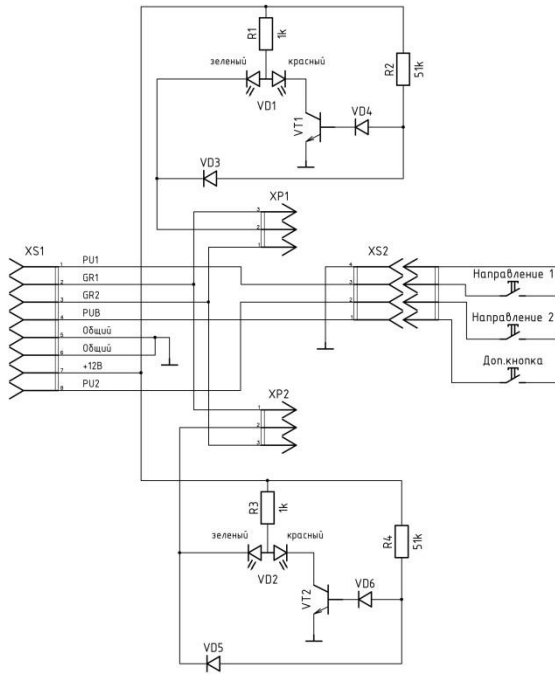 R1
1k
R2
51k
зеленый
красный
VD1
VT1
VD4
VD3
XP1
3
2
1
XS1
1 PU1
2 GR1
3 GR2
4 PUB
5 Общий
6 Общий
7 +12В
8 PU2
XS2
4
3
2
1
Направление 1
Направление 2
Доп.кнопка
XP2
1
2
3
R3
1k
R4
51k
зеленый
красный
VD2
VT2
VD6
VD5